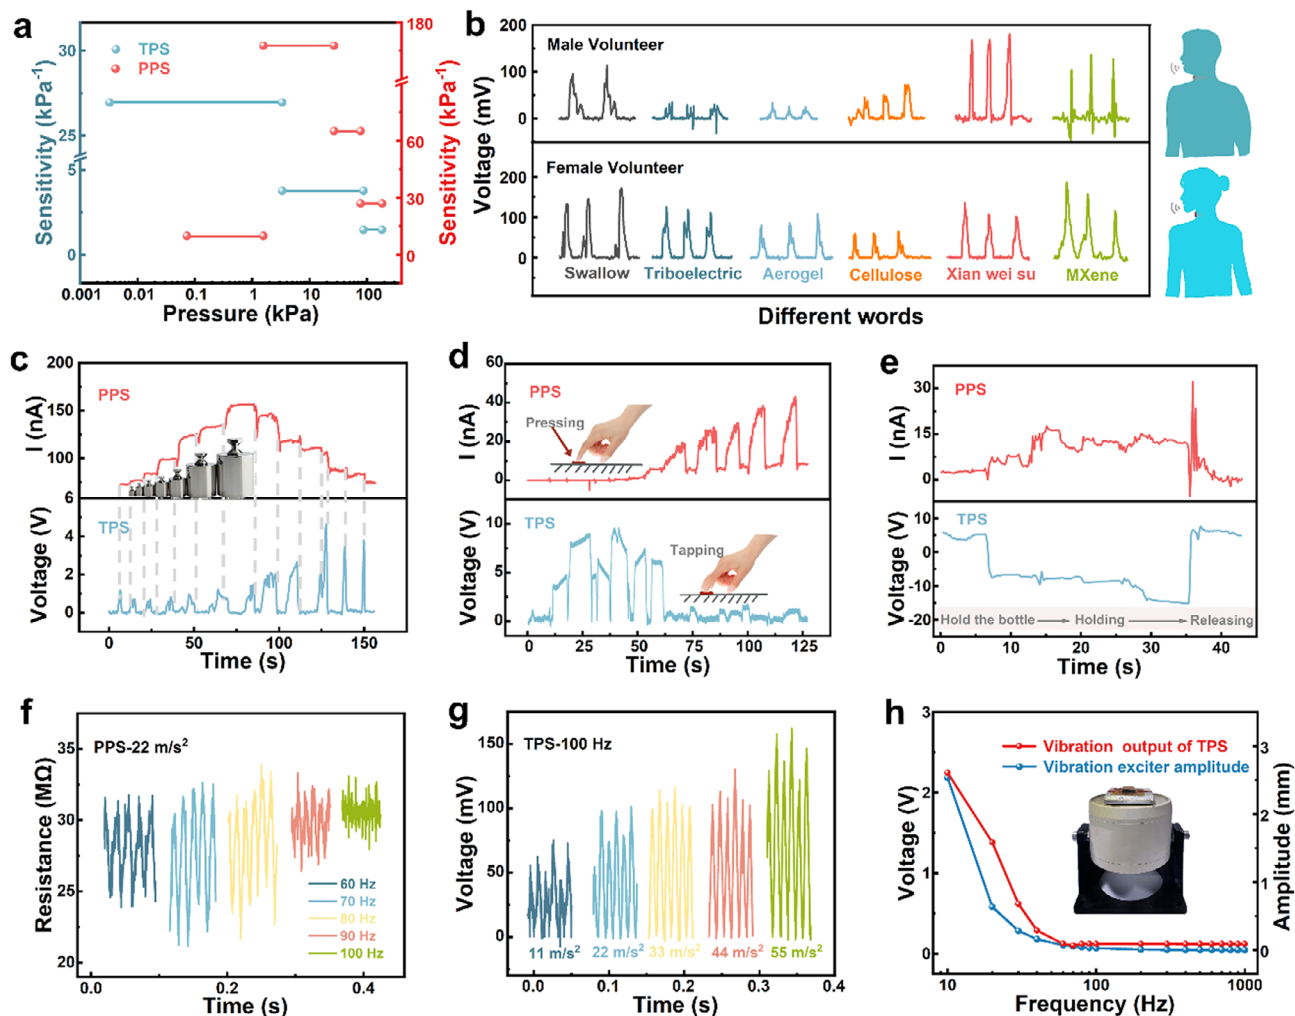 a
30
25
5
0
Sensitivity (kPa⁻¹)
TPS
PPS
180
90
60
30
0
Sensitivity (kPa⁻¹)
0.001
0.1
1
10
100
Pressure (kPa)
b
200
100
0
200
100
0
Voltage (mV)
Male Volunteer
Female Volunteer
Swallow
Triboelectric
Aerogel
Cellulose
Xian wei su
MXene
Different words
c
200
150
100
6
4
2
0
I (nA)
Voltage (V)
PPS
TPS
0
50
100
150
Time (s)
d
60
40
20
0
10
5
0
I (nA)
Voltage (V)
PPS
Pressing
TPS
Tapping
0
25
50
75
100
125
Time (s)
e
30
15
0
10
0
-10
-20
I (nA)
Voltage (V)
PPS
TPS
Hold the bottle
Holding
Releasing
0
10
20
30
40
Time (s)
f
35
30
25
20
Resistance (MΩ)
PPS-22 m/s²
60 Hz
70 Hz
80 Hz
90 Hz
100 Hz
0.0
0.2
0.4
Time (s)
g
150
100
50
0
Voltage (mV)
TPS-100 Hz
11 m/s²
22 m/s²
33 m/s²
44 m/s²
55 m/s²
0.0
0.1
0.2
0.3
0.4
Time (s)
h
3
2
1
0
Voltage (V)
Vibration output of TPS
Vibration exciter amplitude
3
2
1
0
Amplitude (mm)
10
100
1000
Frequency (Hz)